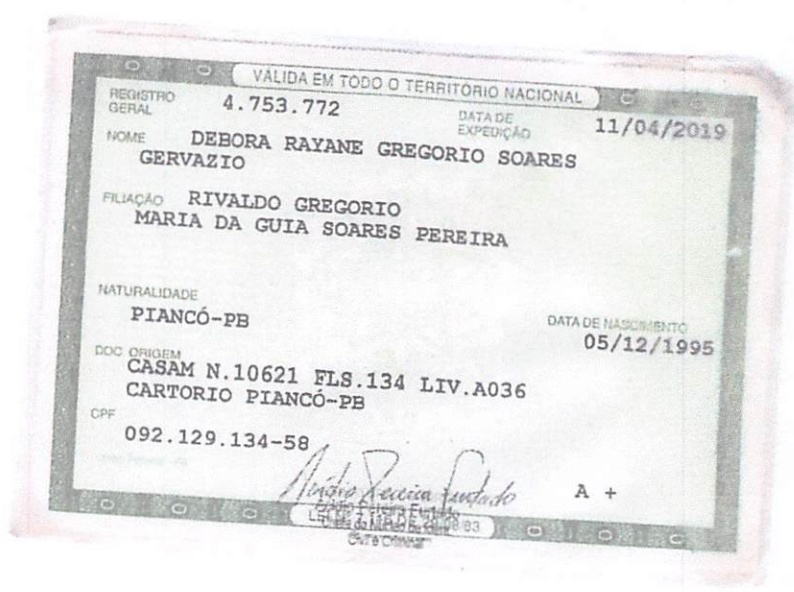 VÁLIDA EM TODO O TERRITÓRIO NACIONAL
REGISTRO GERAL 4.753.772 DATA DE EXPEDIÇÃO 11/04/2019
NOME DEBORA RAYANE GREGORIO SOARES
GERVAZIO
FILIAÇÃO RIVALDO GREGORIO
MARIA DA GUIA SOARES PEREIRA
NATURALIDADE DATA DE NASCIMENTO
PIANCÓ-PB 05/12/1995
DOC ORIGEM
CASAM N.10621 FLS.134 LIV.A036
CARTORIO PIANCÓ-PB
CPF
092.129.134-58
A +